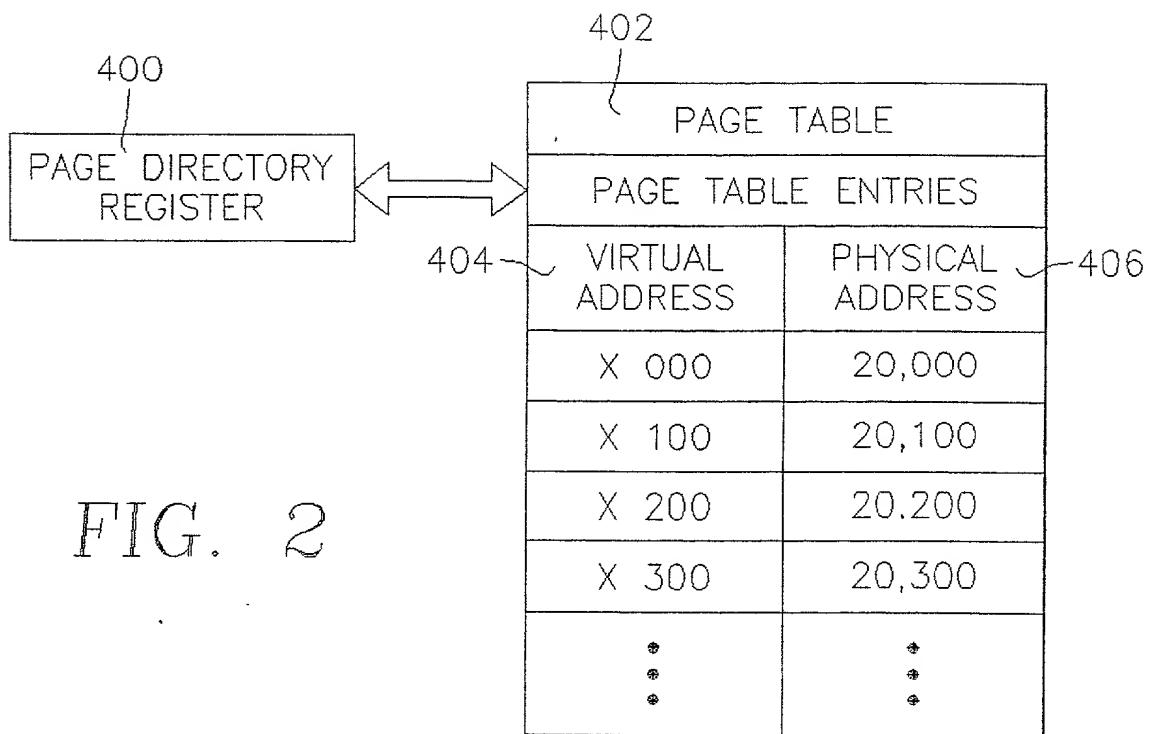 402
400
PAGE TABLE
PAGE DIRECTORY
REGISTER
PAGE TABLE ENTRIES
404
VIRTUAL
ADDRESS
PHYSICAL
ADDRESS
406
X 000
20,000
X 100
20,100
X 200
20.200
X 300
20,300
FIG. 2